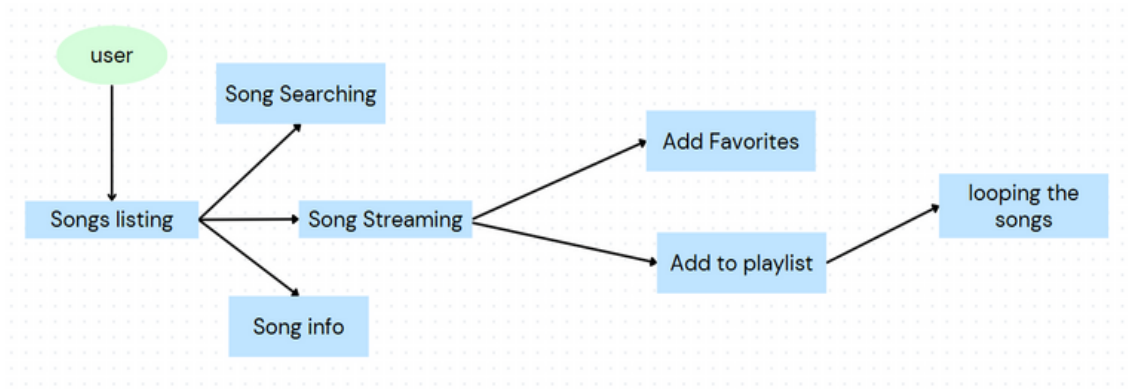 user
Song Searching
Add Favorites
looping the
songs
Songs listing
Song Streaming
Add to playlist
Song info